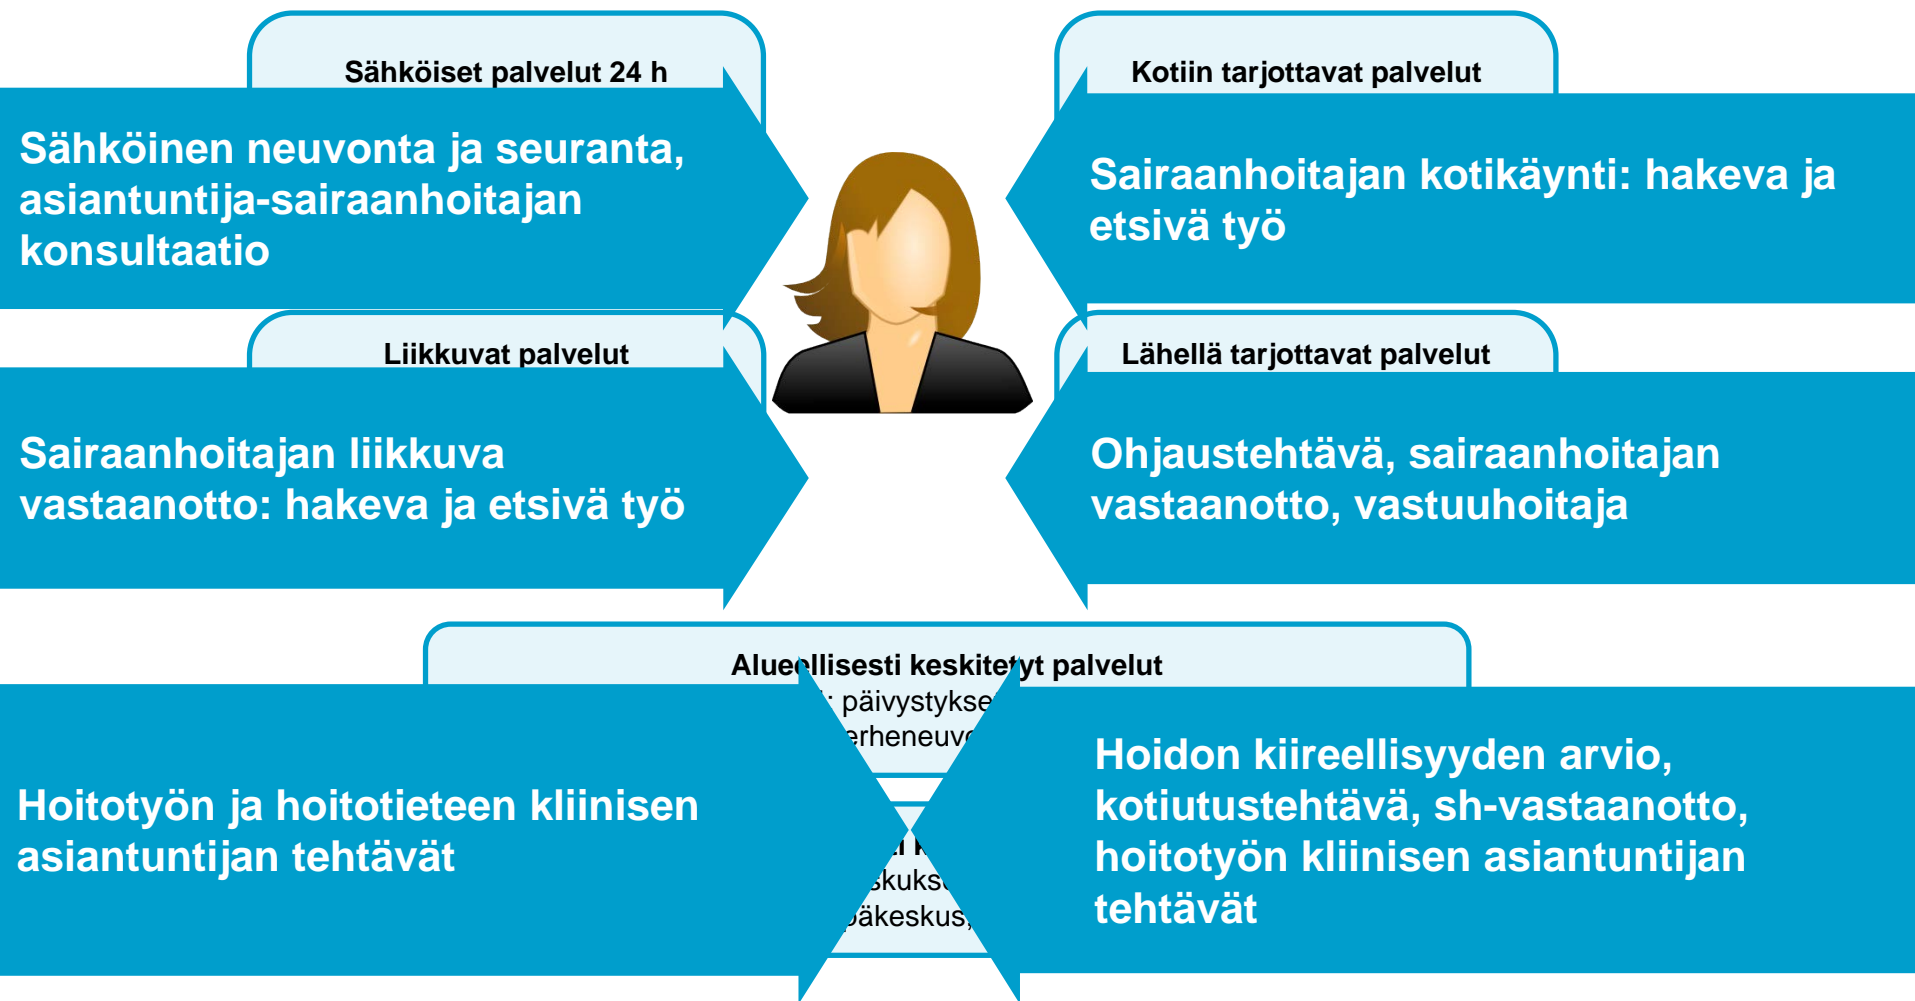 Sähköiset palvelut 24 h
Sähköinen neuvonta ja seuranta,
asiantuntija-sairaanhoitajan
konsultaatio
Kotiin tarjottavat palvelut
Sairaanhoitajan kotikäynti: hakeva ja
etsivä työ
Liikkuvat palvelut
Sairaanhoitajan liikkuva
vastaanotto: hakeva ja etsivä työ
Lähellä tarjottavat palvelut
Ohjaustehtävä, sairaanhoitajan
vastaanotto, vastuuhoitaja
Alueellisesti keskitetyt palvelut
Hoitotyön ja hoitotieteen kliinisen
asiantuntijan tehtävät
Hoidon kiireellisyyden arvio,
kotiutustehtävä, sh-vastaanotto,
hoitotyön kliinisen asiantuntijan
tehtävät